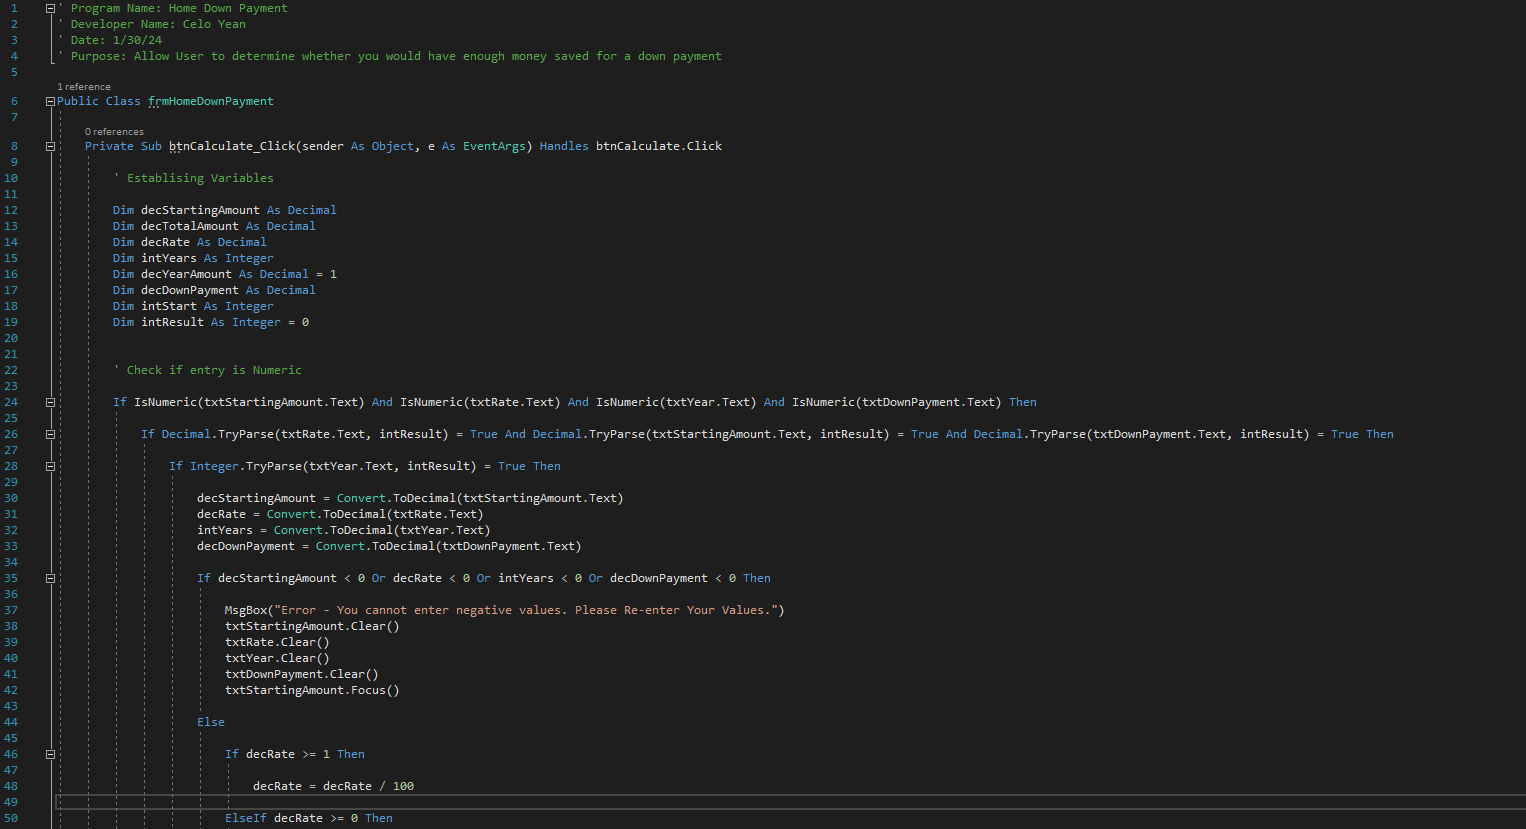 1 ' Program Name: Home Down Payment
2 ' Developer Name: Celo Yean
3 ' Date: 1/30/24
4 ' Purpose: Allow User to determine whether you would have enough money saved for a down payment
5
1 reference
6 Public Class frmHomeDownPayment
7
0 references
8 Private Sub btnCalculate_Click(sender As Object, e As EventArgs) Handles btnCalculate.Click
9
10 ' Establising Variables
11
12 Dim decStartingAmount As Decimal
13 Dim decTotalAmount As Decimal
14 Dim decRate As Decimal
15 Dim intYears As Integer
16 Dim decYearAmount As Decimal = 1
17 Dim decDownPayment As Decimal
18 Dim intStart As Integer
19 Dim intResult As Integer = 0
20
21
22 ' Check if entry is Numeric
23
24 If IsNumeric(txtStartingAmount.Text) And IsNumeric(txtRate.Text) And IsNumeric(txtYear.Text) And IsNumeric(txtDownPayment.Text) Then
25
26 If Decimal.TryParse(txtRate.Text, intResult) = True And Decimal.TryParse(txtStartingAmount.Text, intResult) = True And Decimal.TryParse(txtDownPayment.Text, intResult) = True Then
27
28 If Integer.TryParse(txtYear.Text, intResult) = True Then
29
30 decStartingAmount = Convert.ToDecimal(txtStartingAmount.Text)
31 decRate = Convert.ToDecimal(txtRate.Text)
32 intYears = Convert.ToDecimal(txtYear.Text)
33 decDownPayment = Convert.ToDecimal(txtDownPayment.Text)
34
35 If decStartingAmount < 0 Or decRate < 0 Or intYears < 0 Or decDownPayment < 0 Then
36
37 MsgBox("Error - You cannot enter negative values. Please Re-enter Your Values.")
38 txtStartingAmount.Clear()
39 txtRate.Clear()
40 txtYear.Clear()
41 txtDownPayment.Clear()
42 txtStartingAmount.Focus()
43
44 Else
45
46 If decRate >= 1 Then
47
48 decRate = decRate / 100
49
50 ElseIf decRate >= 0 Then